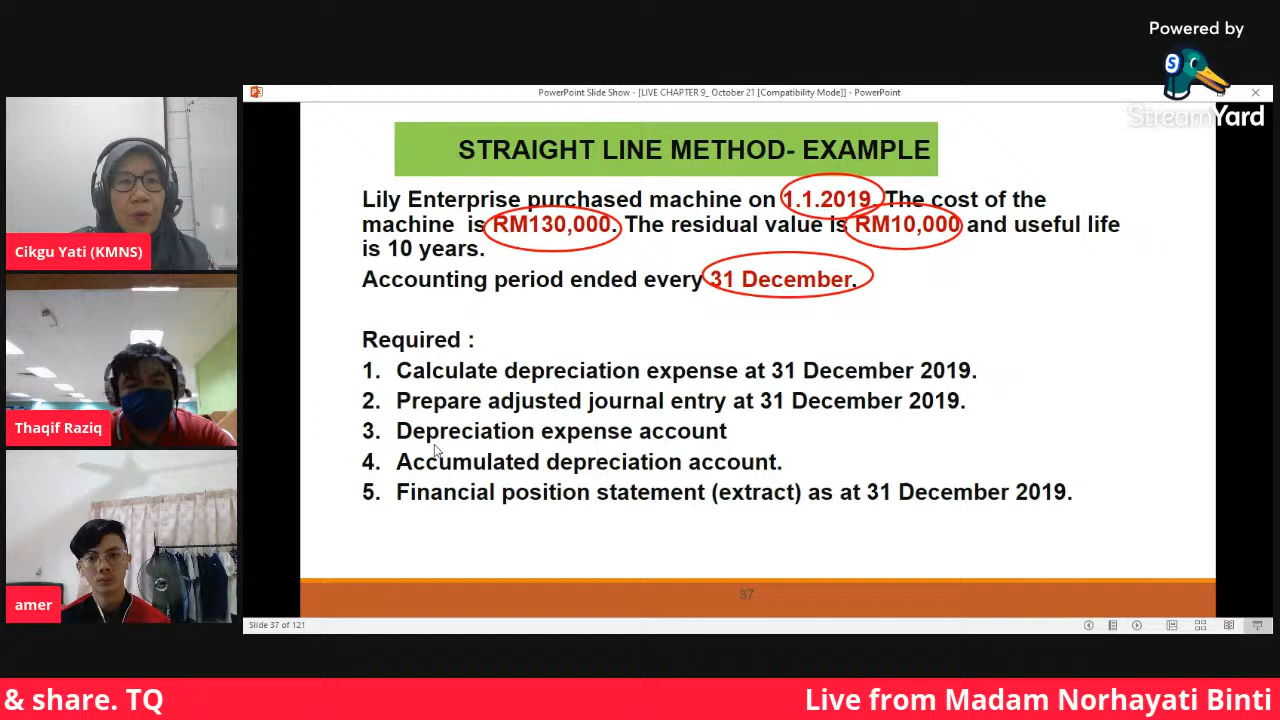 Powered by
StreamYard
S
PowerPoint Slide Show - [LIVE CHAPTER 9_ October 21 [Compatibility Mode]] - PowerPoint
STRAIGHT LINE METHOD- EXAMPLE
Lily Enterprise purchased machine on 1.1.2019. The cost of the
machine is RM130,000. The residual value is RM10,000 and useful life
is 10 years.
Accounting period ended every 31 December.
Required :
1. Calculate depreciation expense at 31 December 2019.
2. Prepare adjusted journal entry at 31 December 2019.
3. Depreciation expense account
4. Accumulated depreciation account.
5. Financial position statement (extract) as at 31 December 2019.
37
Slide 37 of 121
Cikgu Yati (KMNS)
Thaqif Raziq
amer
& share. TQ
Live from Madam Norhayati Binti